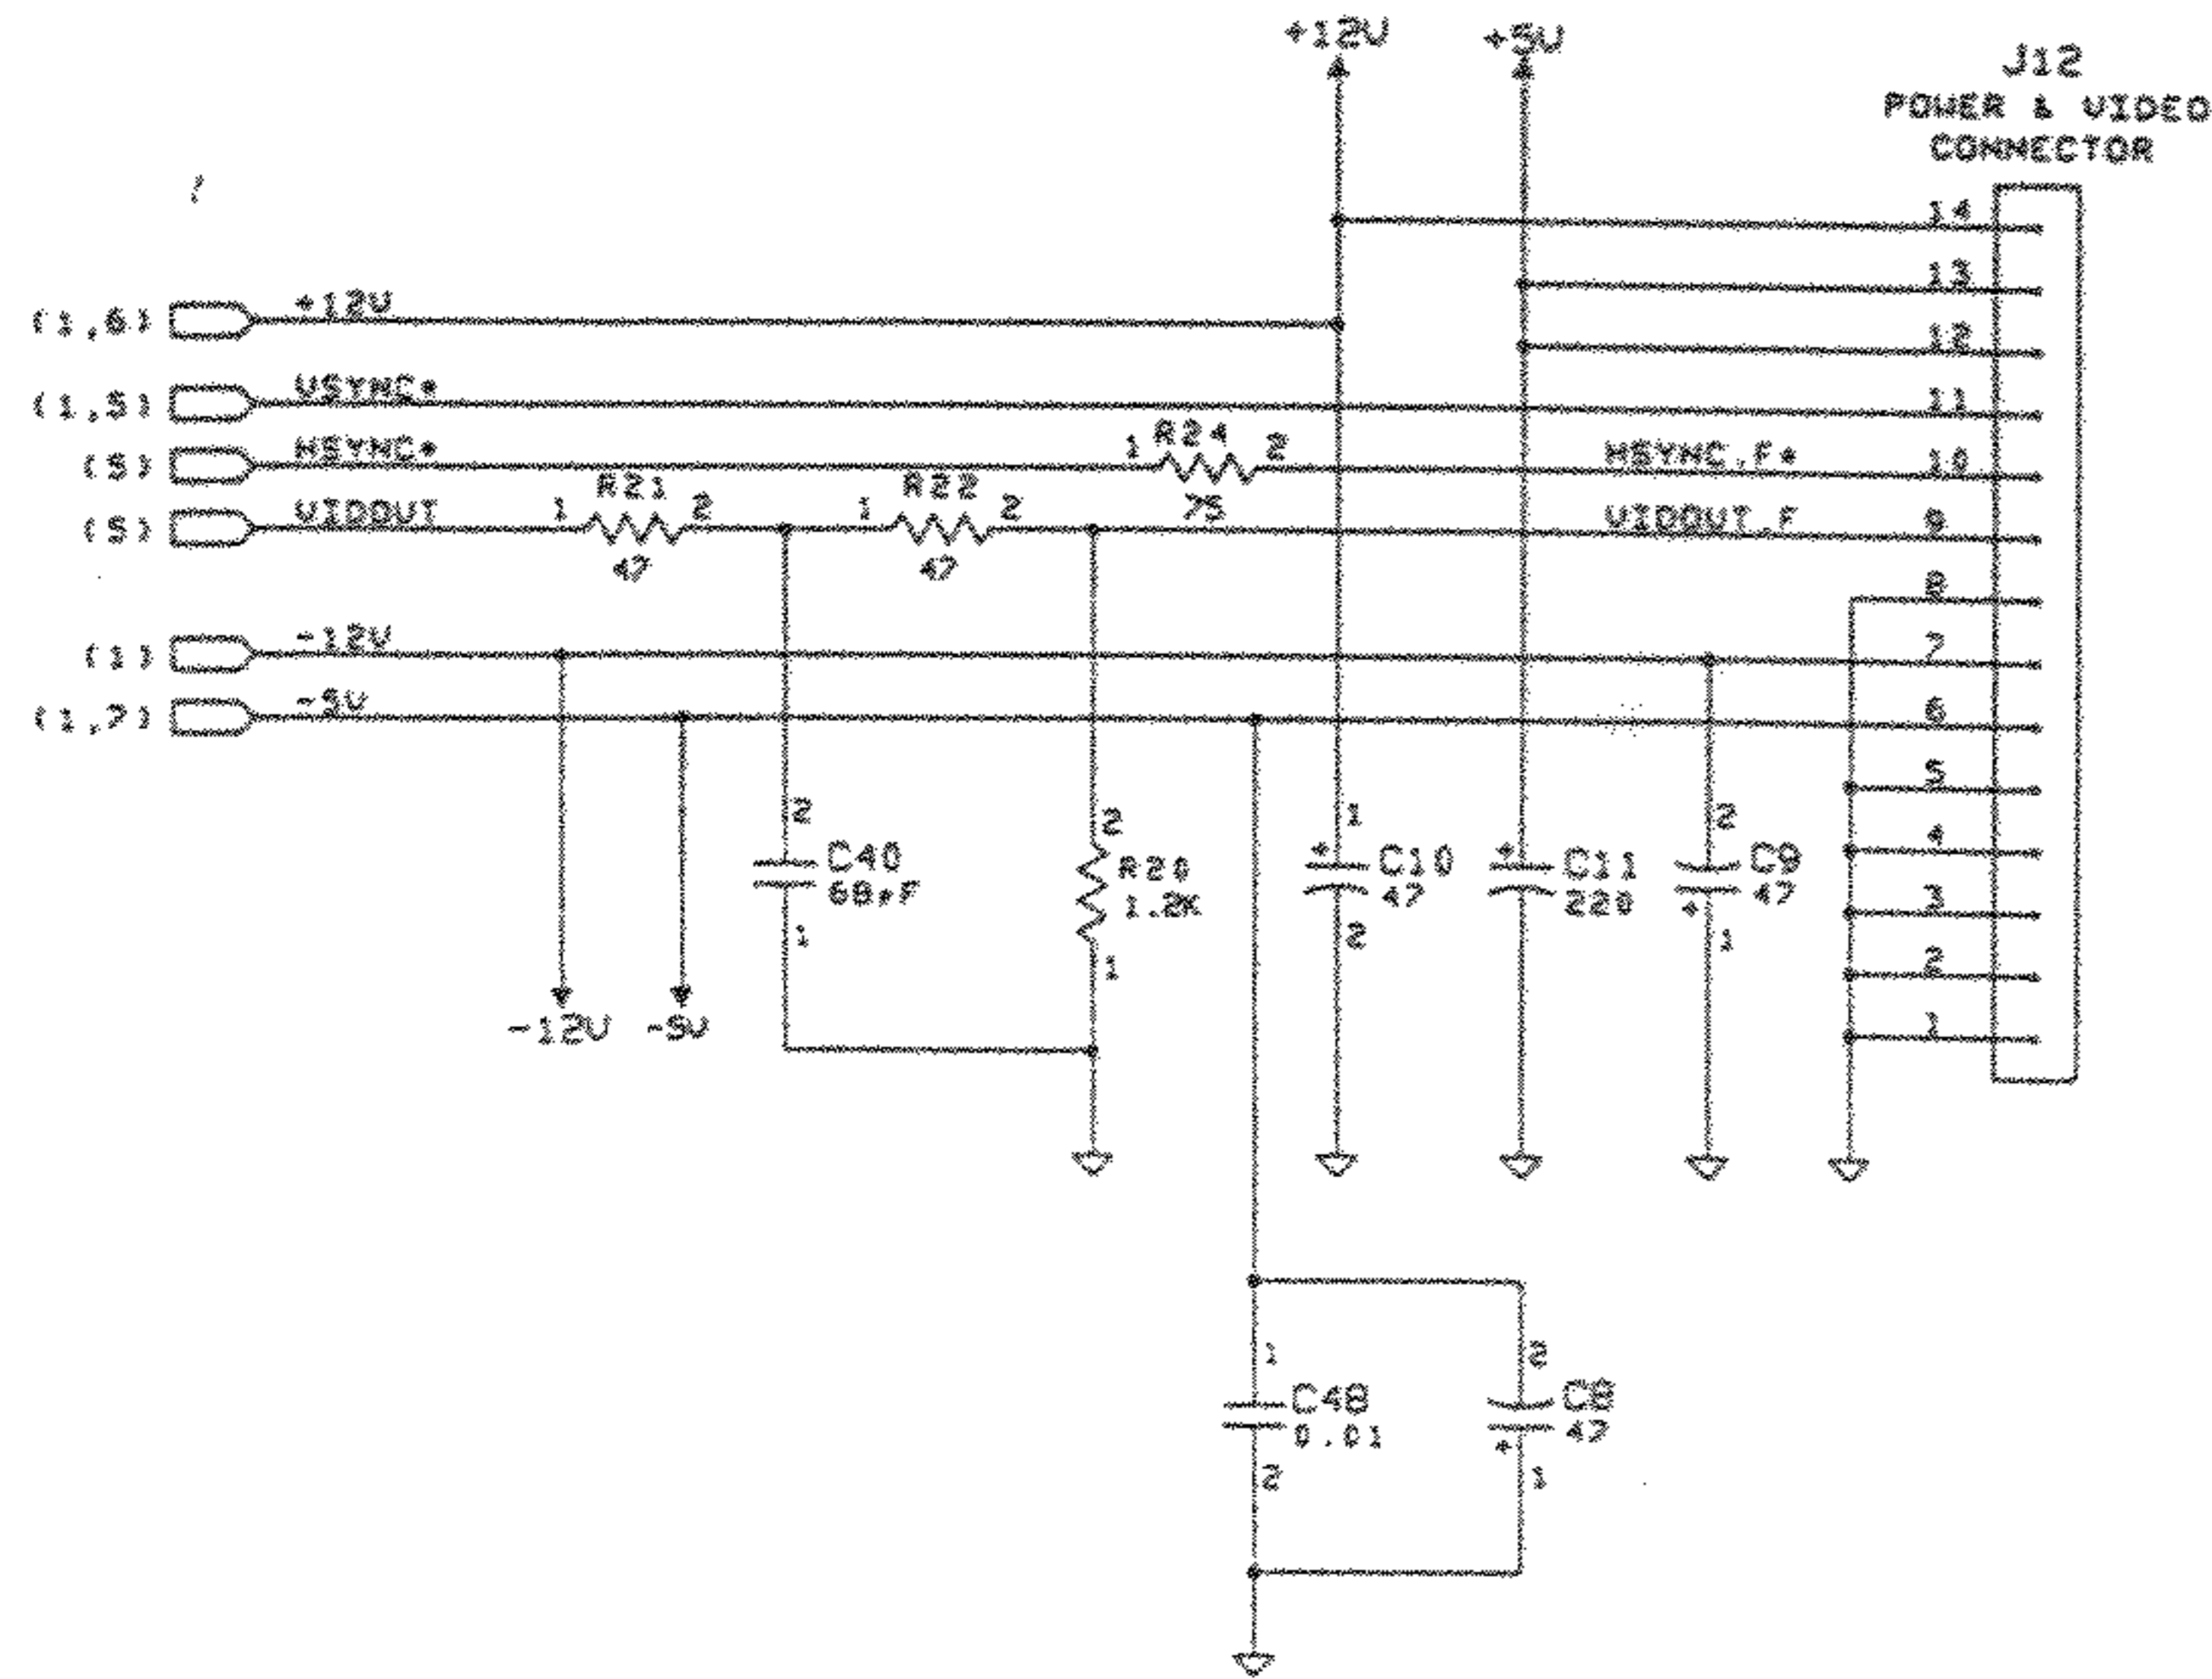 +12V
+5V
J12
POWER & VIDEO
CONNECTOR
14
13
(1,6) +12V
12
(1,5) VSYNC*
11
(5) HSYNC*
1 R24 2
75
HSYNC.F*
10
(5) VIDOUT
1 R21 2
47
1 R22 2
47
VIDOUT.F
9
8
(1) -12V
7
(1,7) -5V
6
5
4
3
2
1
2
C40
68pF
1
2
R20
1.2K
1
1
+
C10
47
2
+
C11
220
2
C9
47
+
1
-12V
-5V
1
C48
0.01
2
2
C8
47
+
1